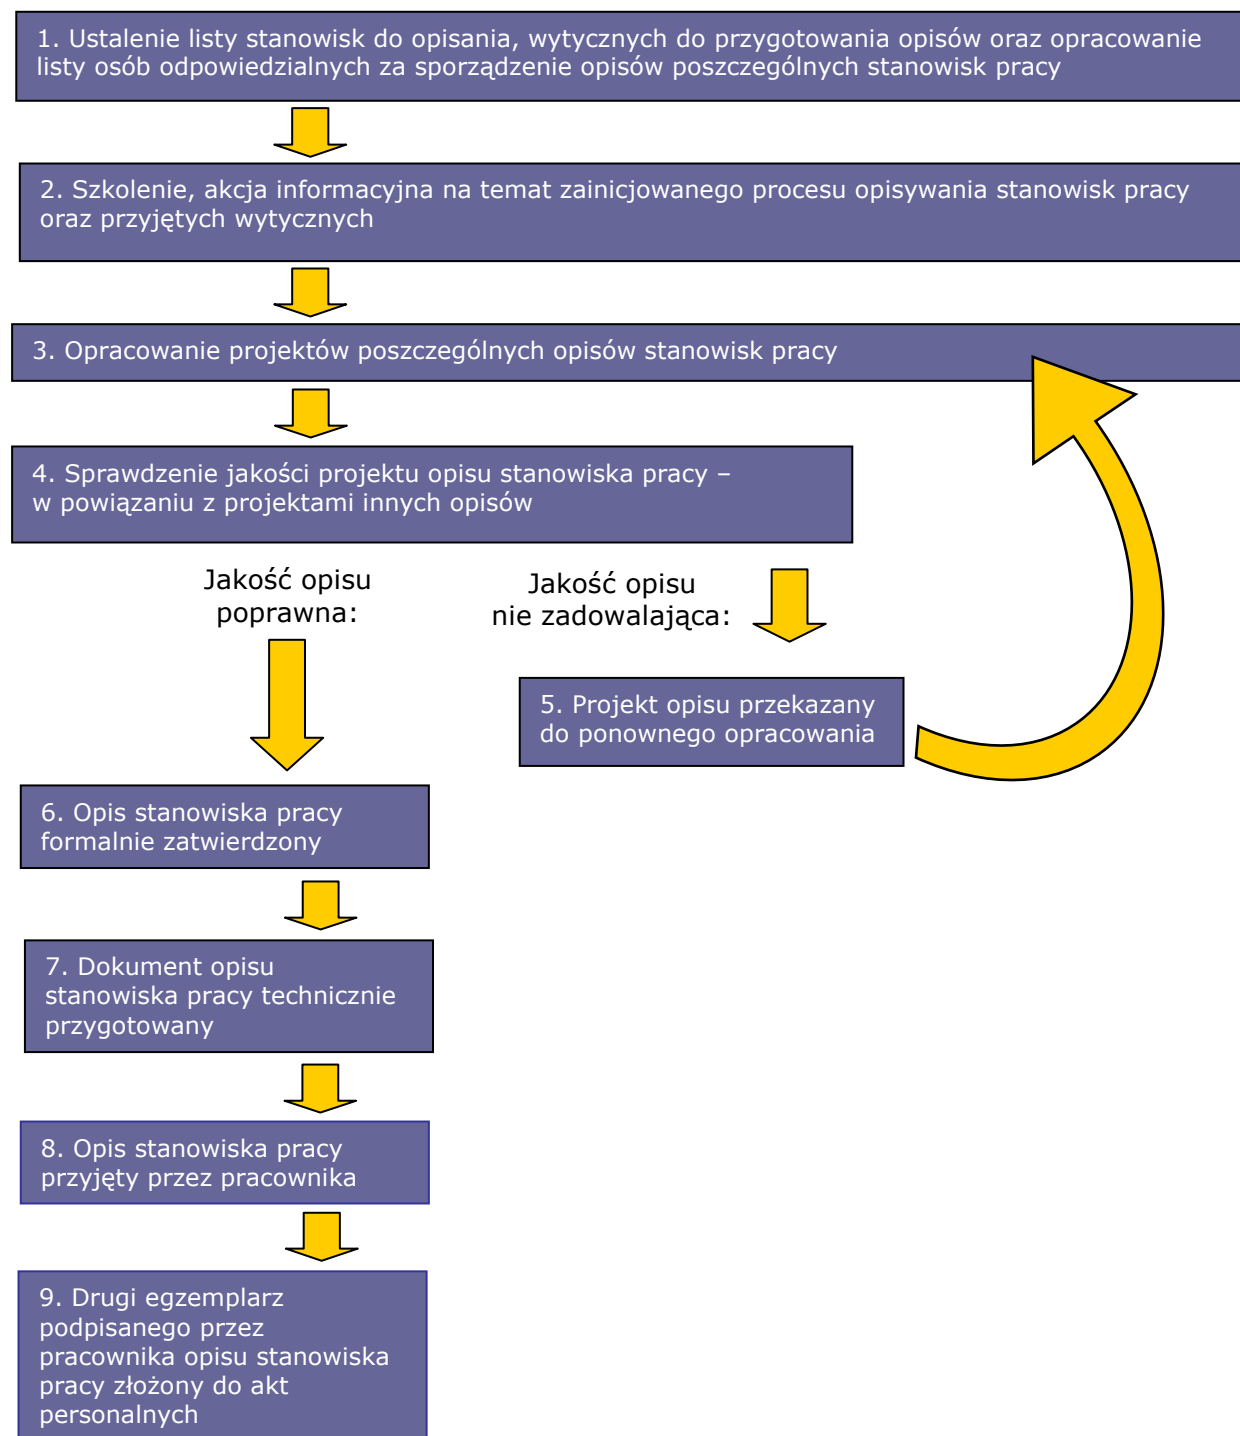 1. Ustalenie listy stanowisk do opisania, wytycznych do przygotowania opisów oraz opracowanie
listy osób odpowiedzialnych za sporządzenie opisów poszczególnych stanowisk pracy
2. Szkolenie, akcja informacyjna na temat zainicjowanego procesu opisywania stanowisk pracy
oraz przyjętych wytycznych
3. Opracowanie projektów poszczególnych opisów stanowisk pracy
4. Sprawdzenie jakości projektu opisu stanowiska pracy –
w powiązaniu z projektami innych opisów
Jakość opisu
poprawna:
Jakość opisu
nie zadowalająca:
5. Projekt opisu przekazany
do ponownego opracowania
6. Opis stanowiska pracy
formalnie zatwierdzony
7. Dokument opisu
stanowiska pracy technicznie
przygotowany
8. Opis stanowiska pracy
przyjęty przez pracownika
9. Drugi egzemplarz
podpisanego przez
pracownika opisu stanowiska
pracy złożony do akt
personalnych